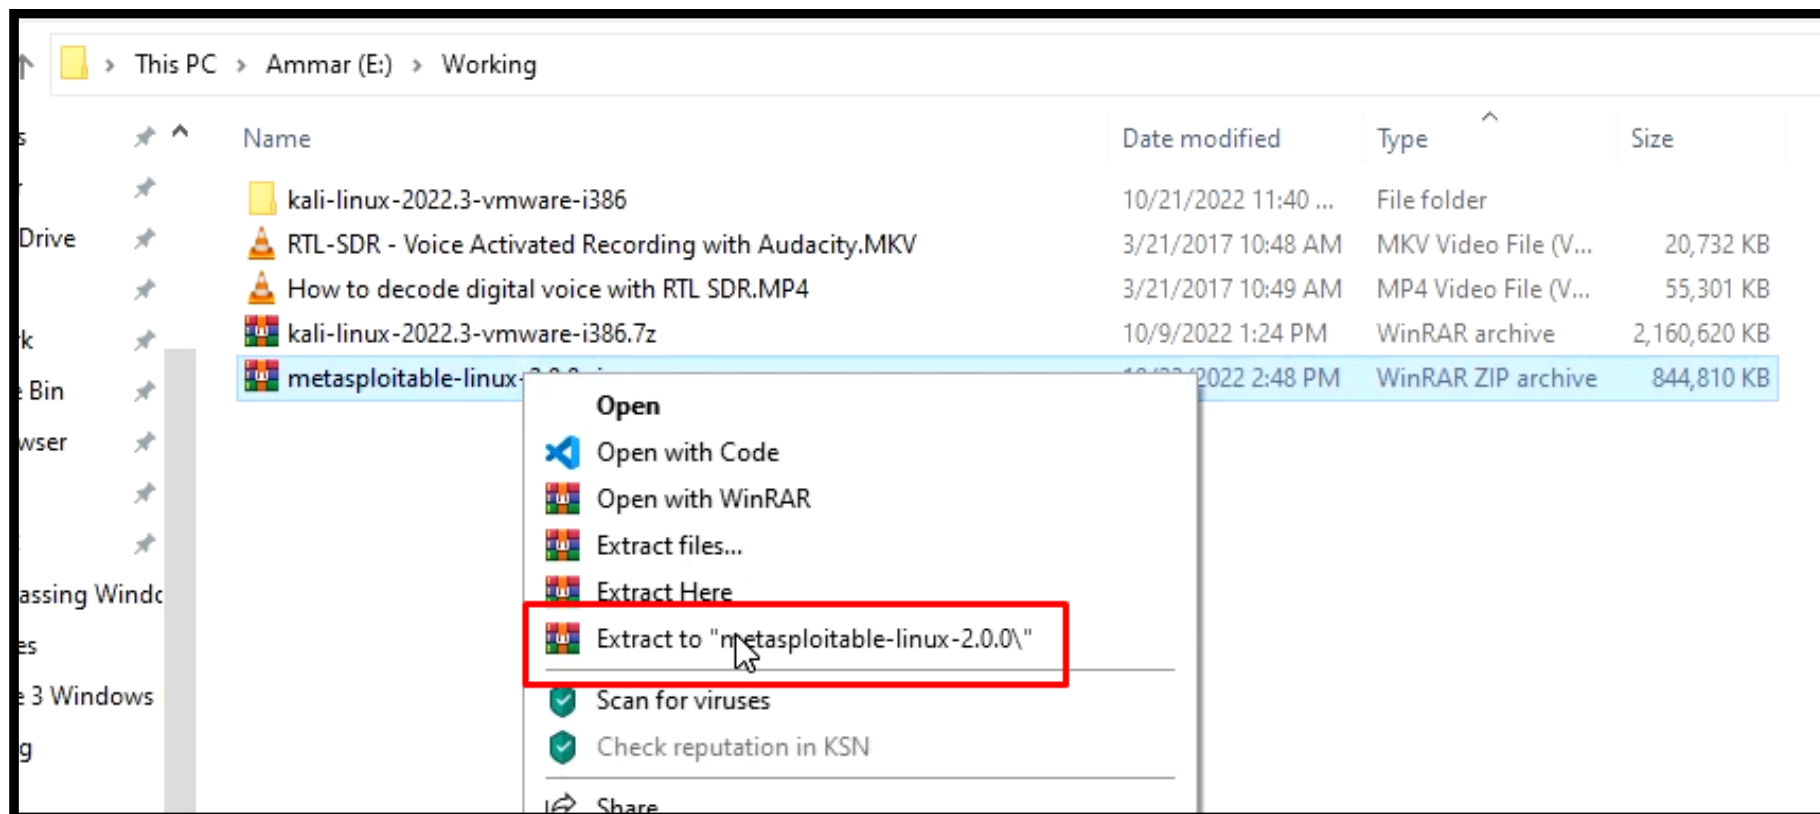 This PC > Ammar (E:) > Working
Name Date modified Type Size
kali-linux-2022.3-vmware-i386 10/21/2022 11:40 ... File folder
Drive RTL-SDR - Voice Activated Recording with Audacity.MKV 3/21/2017 10:48 AM MKV Video File (V... 20,732 KB
How to decode digital voice with RTL SDR.MP4 3/21/2017 10:49 AM MP4 Video File (V... 55,301 KB
kali-linux-2022.3-vmware-i386.7z 10/9/2022 1:24 PM WinRAR archive 2,160,620 KB
Bin metasploitable-linux- 2022 2:48 PM WinRAR ZIP archive 844,810 KB
Open
wser Open with Code
Open with WinRAR
Extract files...
assing Windo Extract Here
es Extract to "metasploitable-linux-2.0.0\"
3 Windows Scan for viruses
g Check reputation in KSN
Share